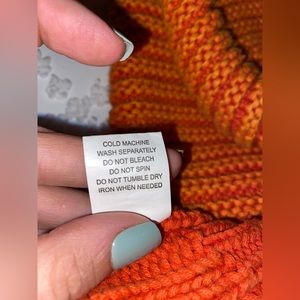 COLD MACHINE
WASH SEPARATELY
DO NOT BLEACH
DO NOT SPIN
DO NOT TUMBLE DRY
IRON WHEN NEEDED